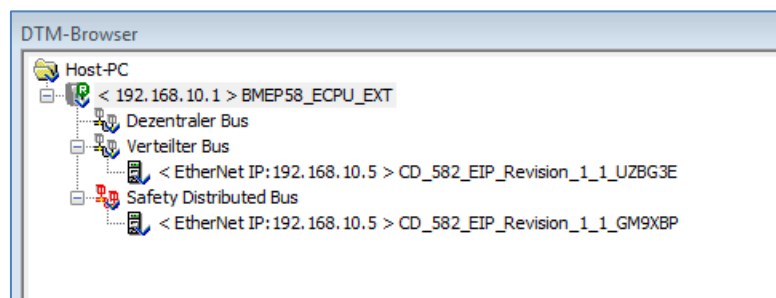 DTM-Browser
Host-PC
< 192.168.10.1 > BMEP58_ECPU_EXT
Dezentraler Bus
Verteilter Bus
< EtherNet IP:192.168.10.5 > CD_582_EIP_Revision_1_1_UZBG3E
Safety Distributed Bus
< EtherNet IP:192.168.10.5 > CD_582_EIP_Revision_1_1_GM9XBP